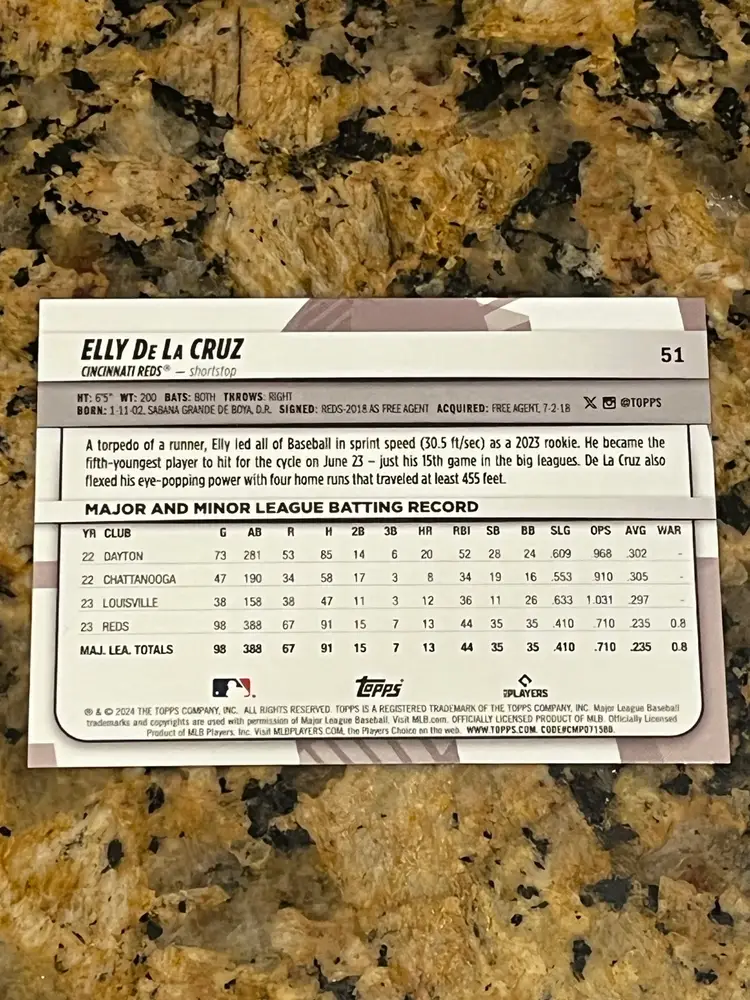 ELLY DE LA CRUZ
51
CINCINNATI REDS® — shortstop
HT: 6'5" WT: 200 BATS: BOTH THROWS: RIGHT
BORN: 1-11-02, SABANA GRANDE DE BOYA, D.R. SIGNED: REDS-2018 AS FREE AGENT ACQUIRED: FREE AGENT, 7-2-18 @TOPPS
A torpedo of a runner, Elly led all of Baseball in sprint speed (30.5 ft/sec) as a 2023 rookie. He became the
fifth-youngest player to hit for the cycle on June 23 – just his 15th game in the big leagues. De La Cruz also
flexed his eye-popping power with four home runs that traveled at least 455 feet.
MAJOR AND MINOR LEAGUE BATTING RECORD
YR CLUB G AB R H 2B 3B HR RBI SB BB SLG OPS AVG WAR
22 DAYTON 73 281 53 85 14 6 20 52 28 24 .609 .968 .302 -
22 CHATTANOOGA 47 190 34 58 17 3 8 34 19 16 .553 .910 .305 -
23 LOUISVILLE 38 158 38 47 11 3 12 36 11 26 .633 1.031 .297 -
23 REDS 98 388 67 91 15 7 13 44 35 35 .410 .710 .235 0.8
MAJ. LEA. TOTALS 98 388 67 91 15 7 13 44 35 35 .410 .710 .235 0.8
topps
PLAYERS
® & © 2024 THE TOPPS COMPANY, INC. ALL RIGHTS RESERVED. TOPPS IS A REGISTERED TRADEMARK OF THE TOPPS COMPANY, INC. Major League Baseball
trademarks and copyrights are used with permission of Major League Baseball. Visit MLB.com. OFFICIALLY LICENSED PRODUCT OF MLB. Officially Licensed
Product of MLB Players, Inc. Visit MLBPLAYERS.COM, the Players Choice on the web. WWW.TOPPS.COM. CODE#CMP071580.